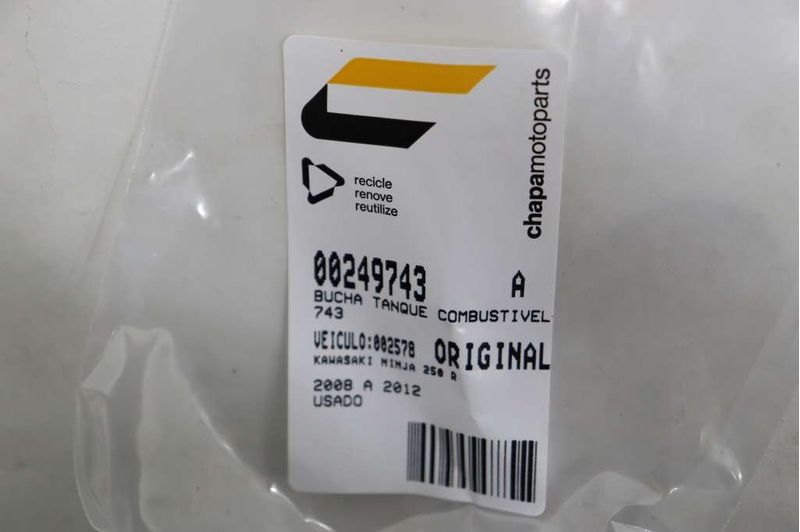 chapamotoparts
recicle
renove
reutilize
00249743 A
BUCHA TANQUE COMBUSTIVEL
743
VEICULO:002578 ORIGINAL
KAWASAKI NINJA 250 R
2008 A 2012
USADO